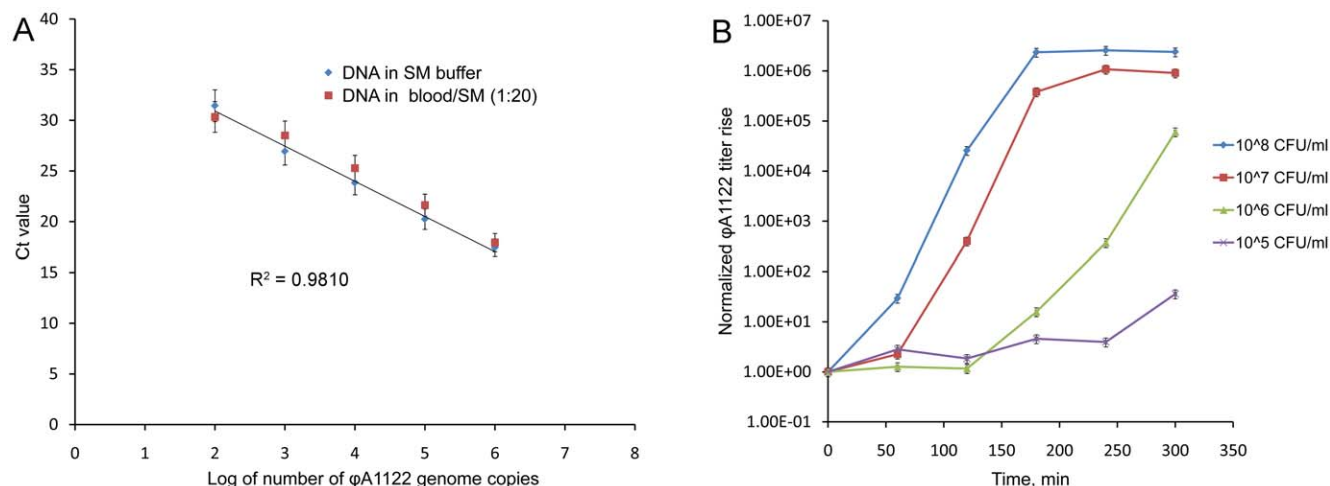 A
Ct value
40
35
30
25
20
15
10
5
0
DNA in SM buffer
DNA in blood/SM (1:20)
R² = 0.9810
0 1 2 3 4 5 6 7 8
Log of number of φA1122 genome copies
B
Normalized φA1122 titer rise
1.00E+07
1.00E+06
1.00E+05
1.00E+04
1.00E+03
1.00E+02
1.00E+01
1.00E+00
1.00E-01
0 50 100 150 200 250 300 350
Time, min
10^8 CFU/ml
10^7 CFU/ml
10^6 CFU/ml
10^5 CFU/ml